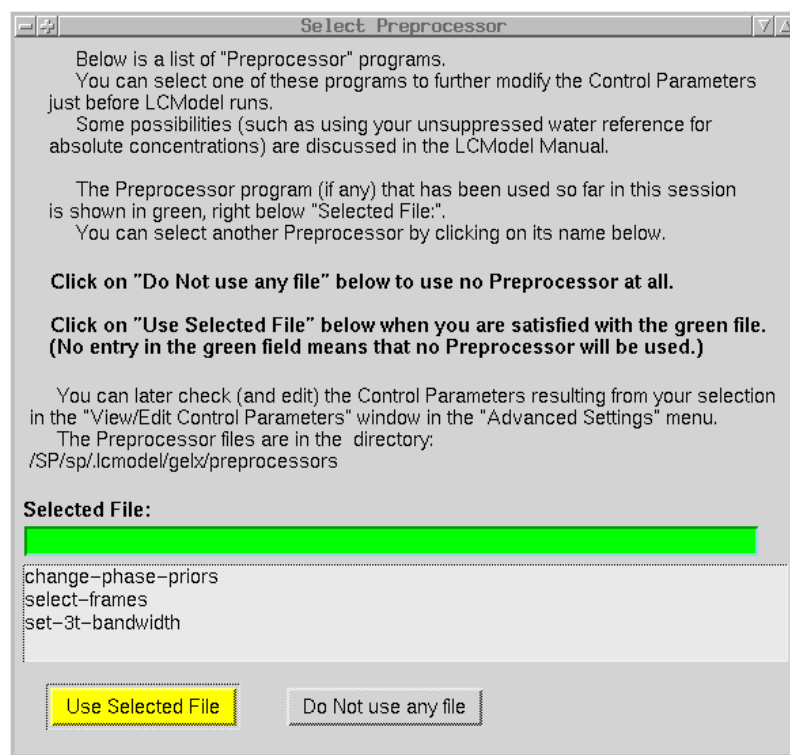 Select Preprocessor
Below is a list of "Preprocessor" programs.
You can select one of these programs to further modify the Control Parameters
just before LCModel runs.
Some possibilities (such as using your unsuppressed water reference for
absolute concentrations) are discussed in the LCModel Manual.
The Preprocessor program (if any) that has been used so far in this session
is shown in green, right below "Selected File:".
You can select another Preprocessor by clicking on its name below.
Click on "Do Not use any file" below to use no Preprocessor at all.
Click on "Use Selected File" below when you are satisfied with the green file.
(No entry in the green field means that no Preprocessor will be used.)
You can later check (and edit) the Control Parameters resulting from your selection
in the "View/Edit Control Parameters" window in the "Advanced Settings" menu.
The Preprocessor files are in the  directory:
/SP/sp/.lcmodel/gelx/preprocessors
Selected File:
change-phase-priors
select-frames
set-3t-bandwidth
Use Selected File
Do Not use any file